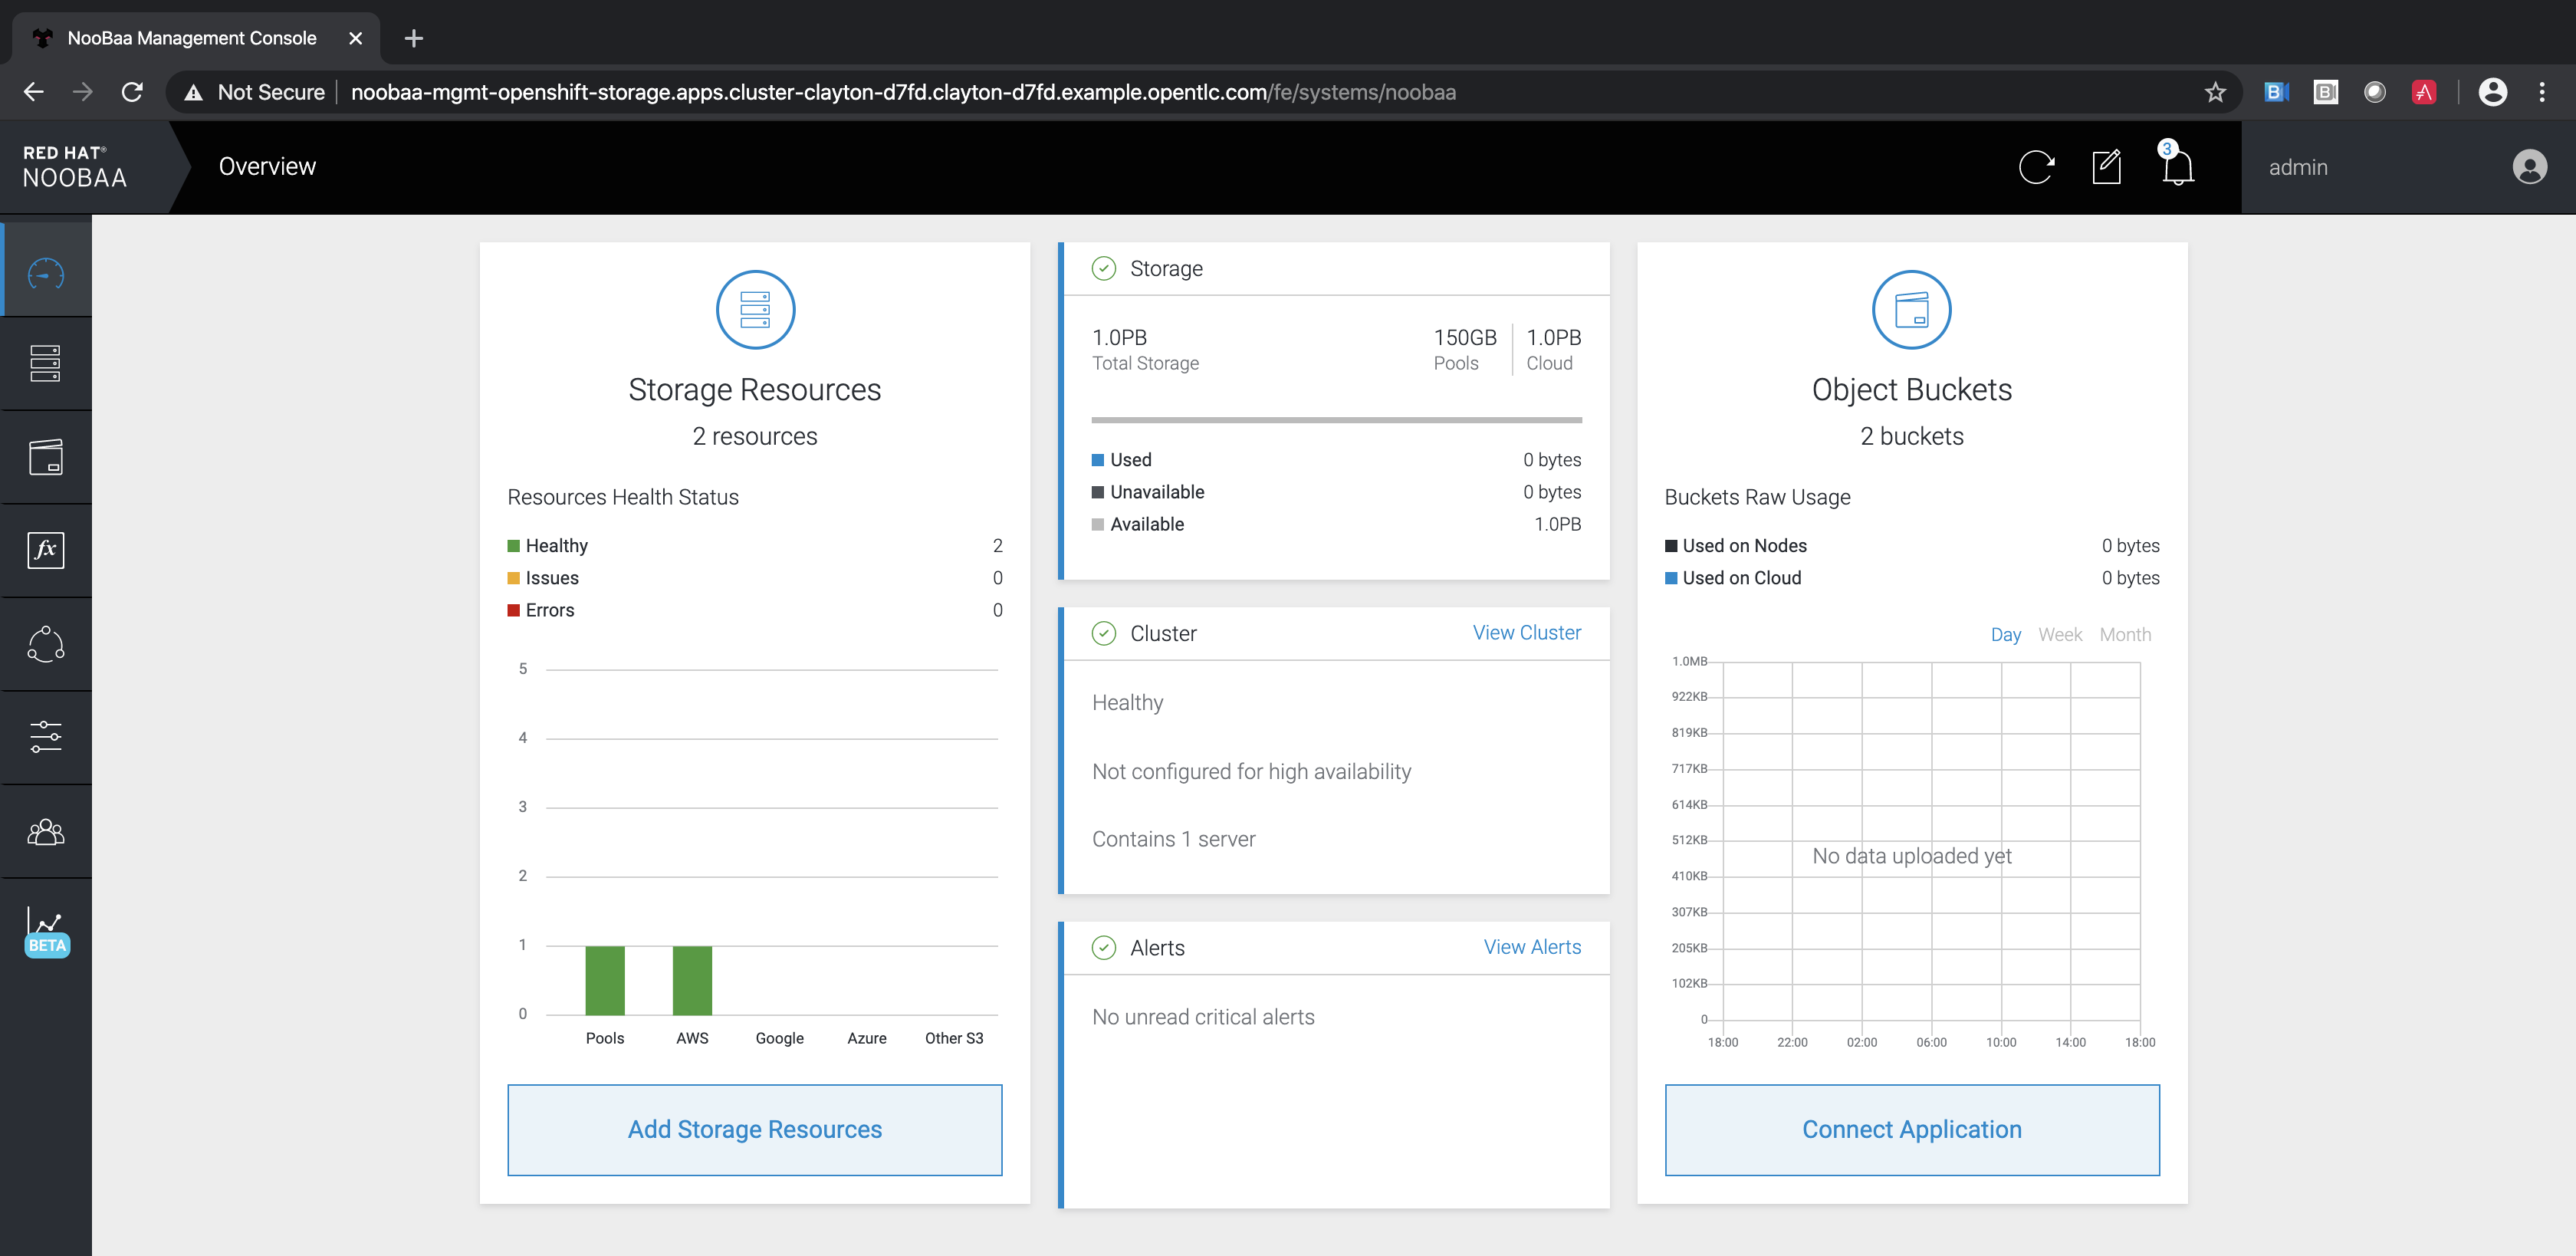 NooBaa Management Console
Not Secure
noobaa-mgmt-openshift-storage.apps.cluster-clayton-d7fd.clayton-d7fd.example.opentlc.com/fe/systems/noobaa
RED HAT®
NOOBAA
Overview
3
admin
BETA
Storage Resources
2 resources
Resources Health Status
Healthy 2
Issues 0
Errors 0
5
4
3
2
1
0
Pools AWS Google Azure Other S3
Add Storage Resources
Storage
1.0PB 150GB 1.0PB
Total Storage Pools Cloud
Used 0 bytes
Unavailable 0 bytes
Available 1.0PB
Cluster View Cluster
Healthy
Not configured for high availability
Contains 1 server
Alerts View Alerts
No unread critical alerts
Object Buckets
2 buckets
Buckets Raw Usage
Used on Nodes 0 bytes
Used on Cloud 0 bytes
Day Week Month
1.0MB
922KB
819KB
717KB
614KB
512KB
No data uploaded yet
410KB
307KB
205KB
102KB
0
18:00 22:00 02:00 06:00 10:00 14:00 18:00
Connect Application